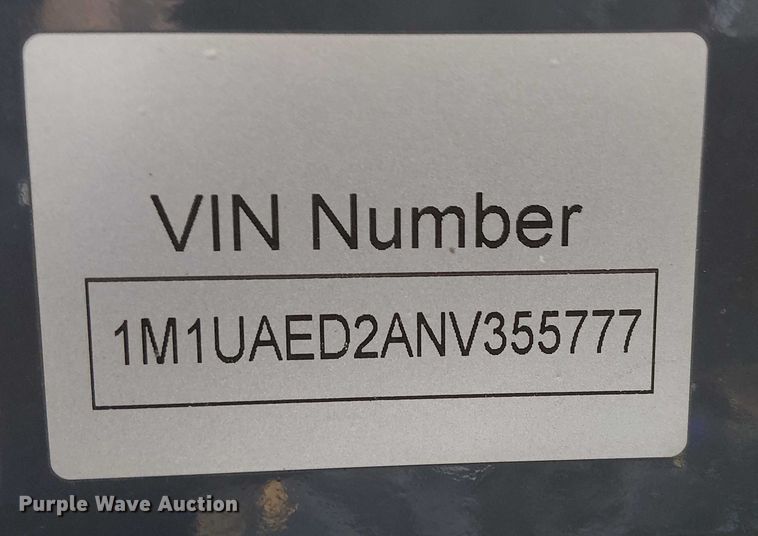 VIN Number
1M1UAED2ANV355777
Purple Wave Auction